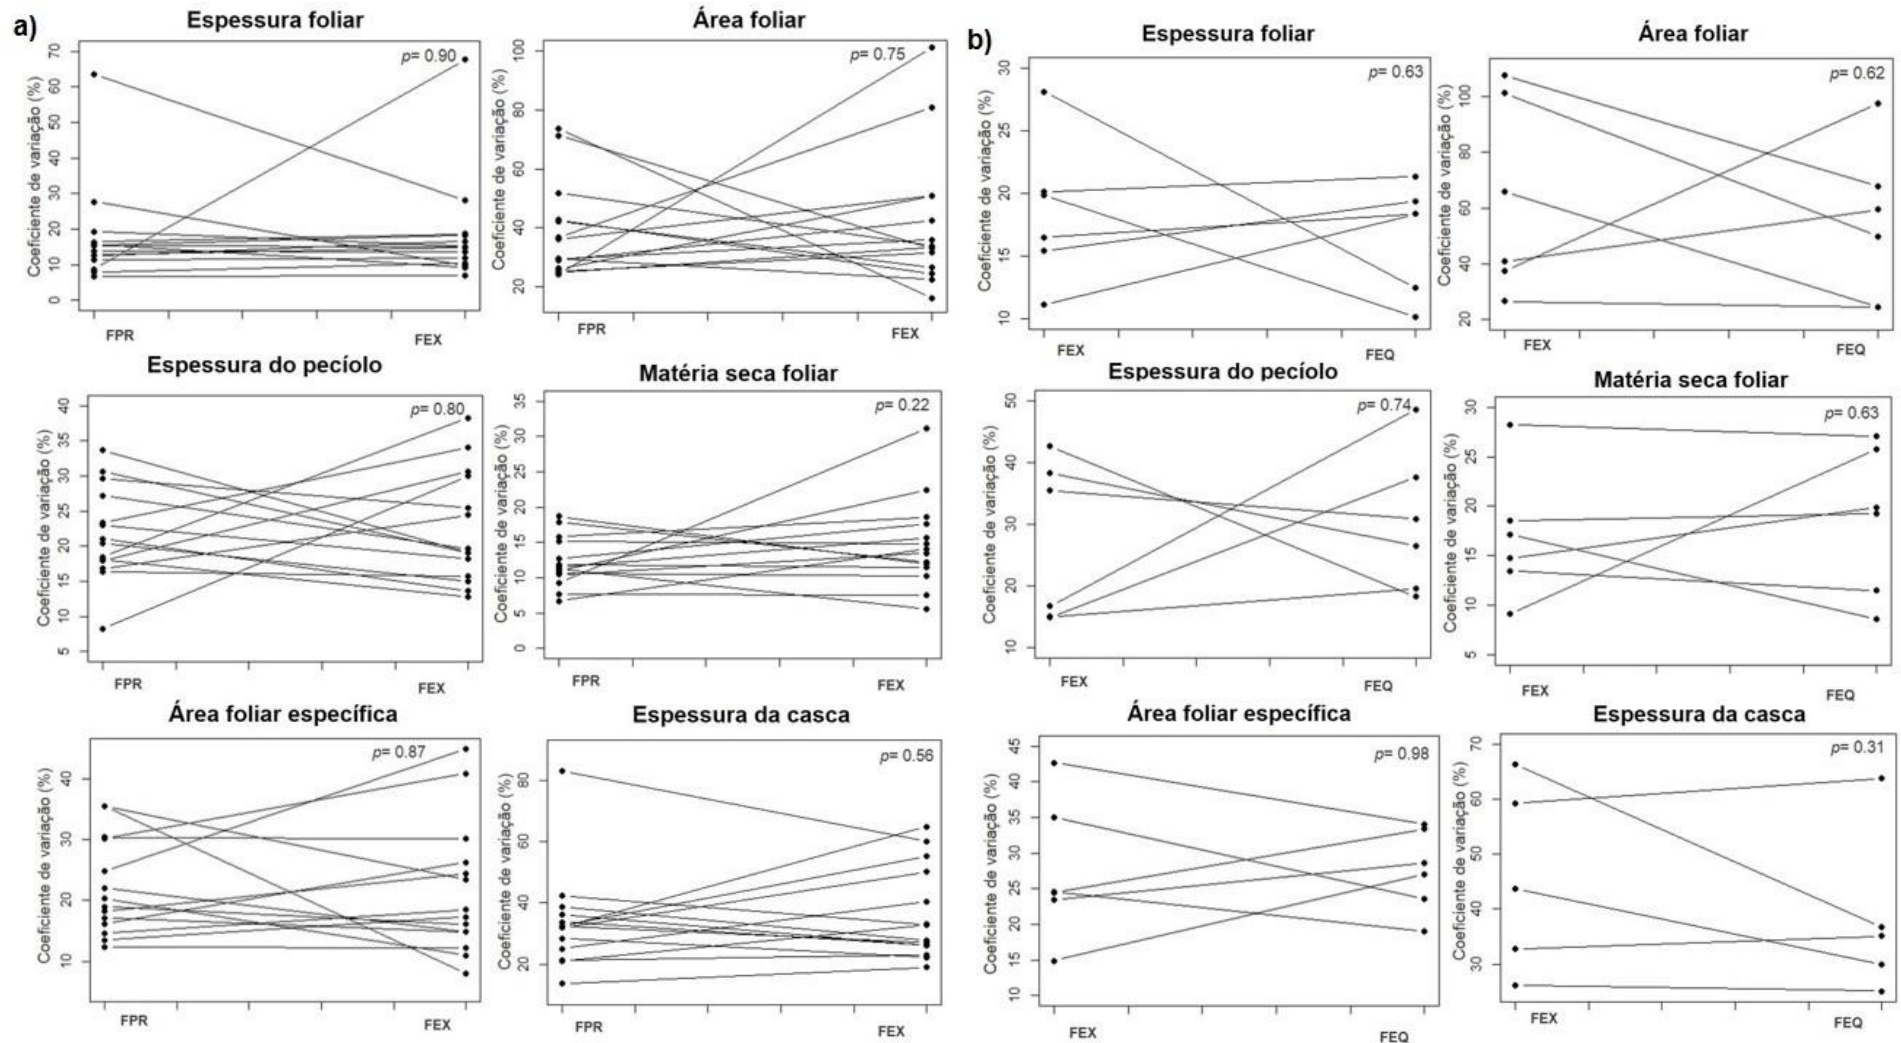 a)
Espessura foliar
p= 0.90
Coeficiente de variação (%)
0 10 20 30 40 50 60 70
FPR FEX
Área foliar
p= 0.75
Coeficiente de variação (%)
20 40 60 80 100
FPR FEX
Espessura do pecíolo
p= 0.80
Coeficiente de variação (%)
5 10 15 20 25 30 35 40
FPR FEX
Matéria seca foliar
p= 0.22
Coeficiente de variação (%)
0 5 10 15 20 25 30 35
FPR FEX
Área foliar específica
p= 0.87
Coeficiente de variação (%)
10 20 30 40
FPR FEX
Espessura da casca
p= 0.56
Coeficiente de variação (%)
20 40 60 80
FPR FEX
b)
Espessura foliar
p= 0.63
Coeficiente de variação (%)
10 15 20 25 30
FEX FEQ
Área foliar
p= 0.62
Coeficiente de variação (%)
20 40 60 80 100
FEX FEQ
Espessura do pecíolo
p= 0.74
Coeficiente de variação (%)
10 20 30 40 50
FEX FEQ
Matéria seca foliar
p= 0.63
Coeficiente de variação (%)
5 10 15 20 25 30
FEX FEQ
Área foliar específica
p= 0.98
Coeficiente de variação (%)
10 15 20 25 30 35 40 45
FEX FEQ
Espessura da casca
p= 0.31
Coeficiente de variação (%)
30 40 50 60 70
FEX FEQ